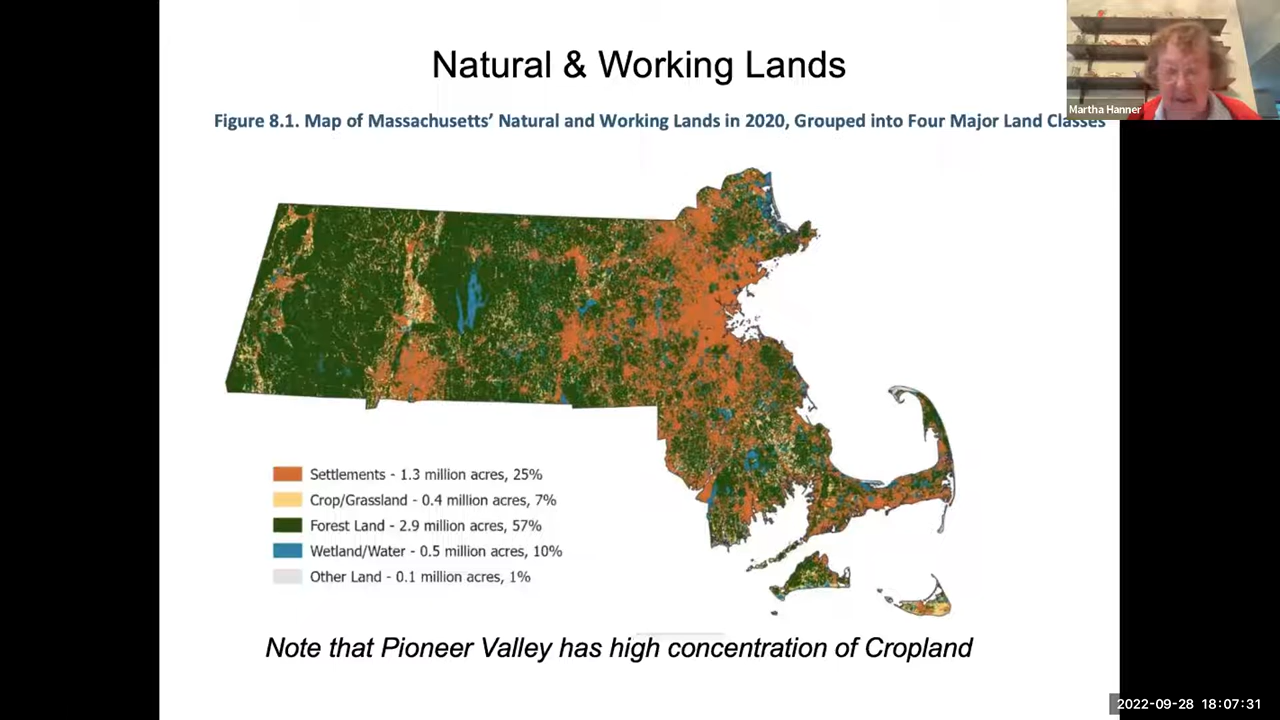 Natural & Working Lands
Figure 8.1. Map of Massachusetts’ Natural and Working Lands in 2020, Grouped into Four Major Land Classes
Martha Hanner
Settlements - 1.3 million acres, 25%
Crop/Grassland - 0.4 million acres, 7%
Forest Land - 2.9 million acres, 57%
Wetland/Water - 0.5 million acres, 10%
Other Land - 0.1 million acres, 1%
Note that Pioneer Valley has high concentration of Cropland
2022-09-28 18:07:31